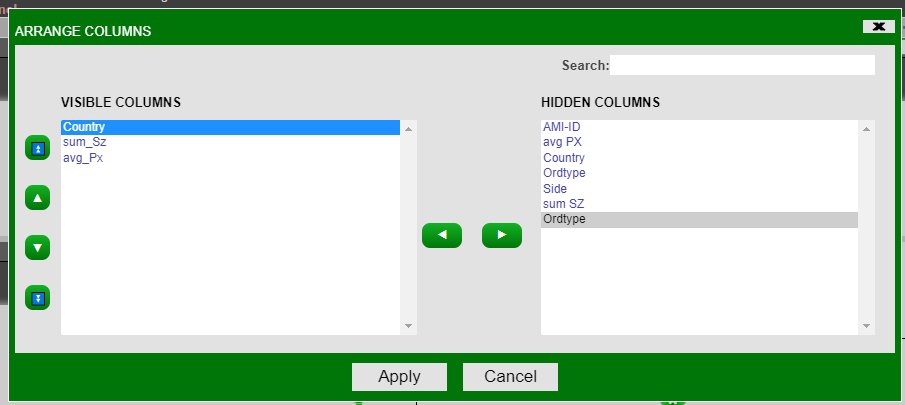 ARRANGE COLUMNS
Search:
VISIBLE COLUMNS
Country
sum_Sz
avg_Px
HIDDEN COLUMNS
AMI-ID
avg PX
Country
Ordtype
Side
sum SZ
Ordtype
Apply
Cancel